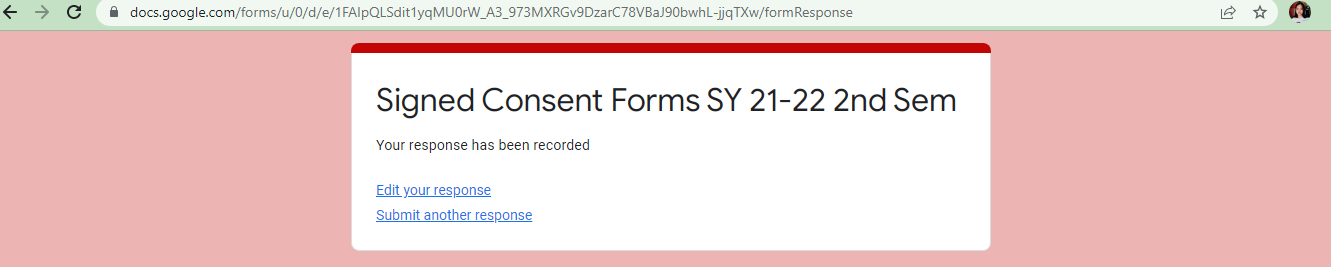 docs.google.com/forms/u/0/d/e/1FAIpQLSdit1yqMU0rW_A3_973MXRGv9DzarC78VBaJ90bwhL-jjqTXw/formResponse
Signed Consent Forms SY 21-22 2nd Sem
Your response has been recorded
Edit your response
Submit another response